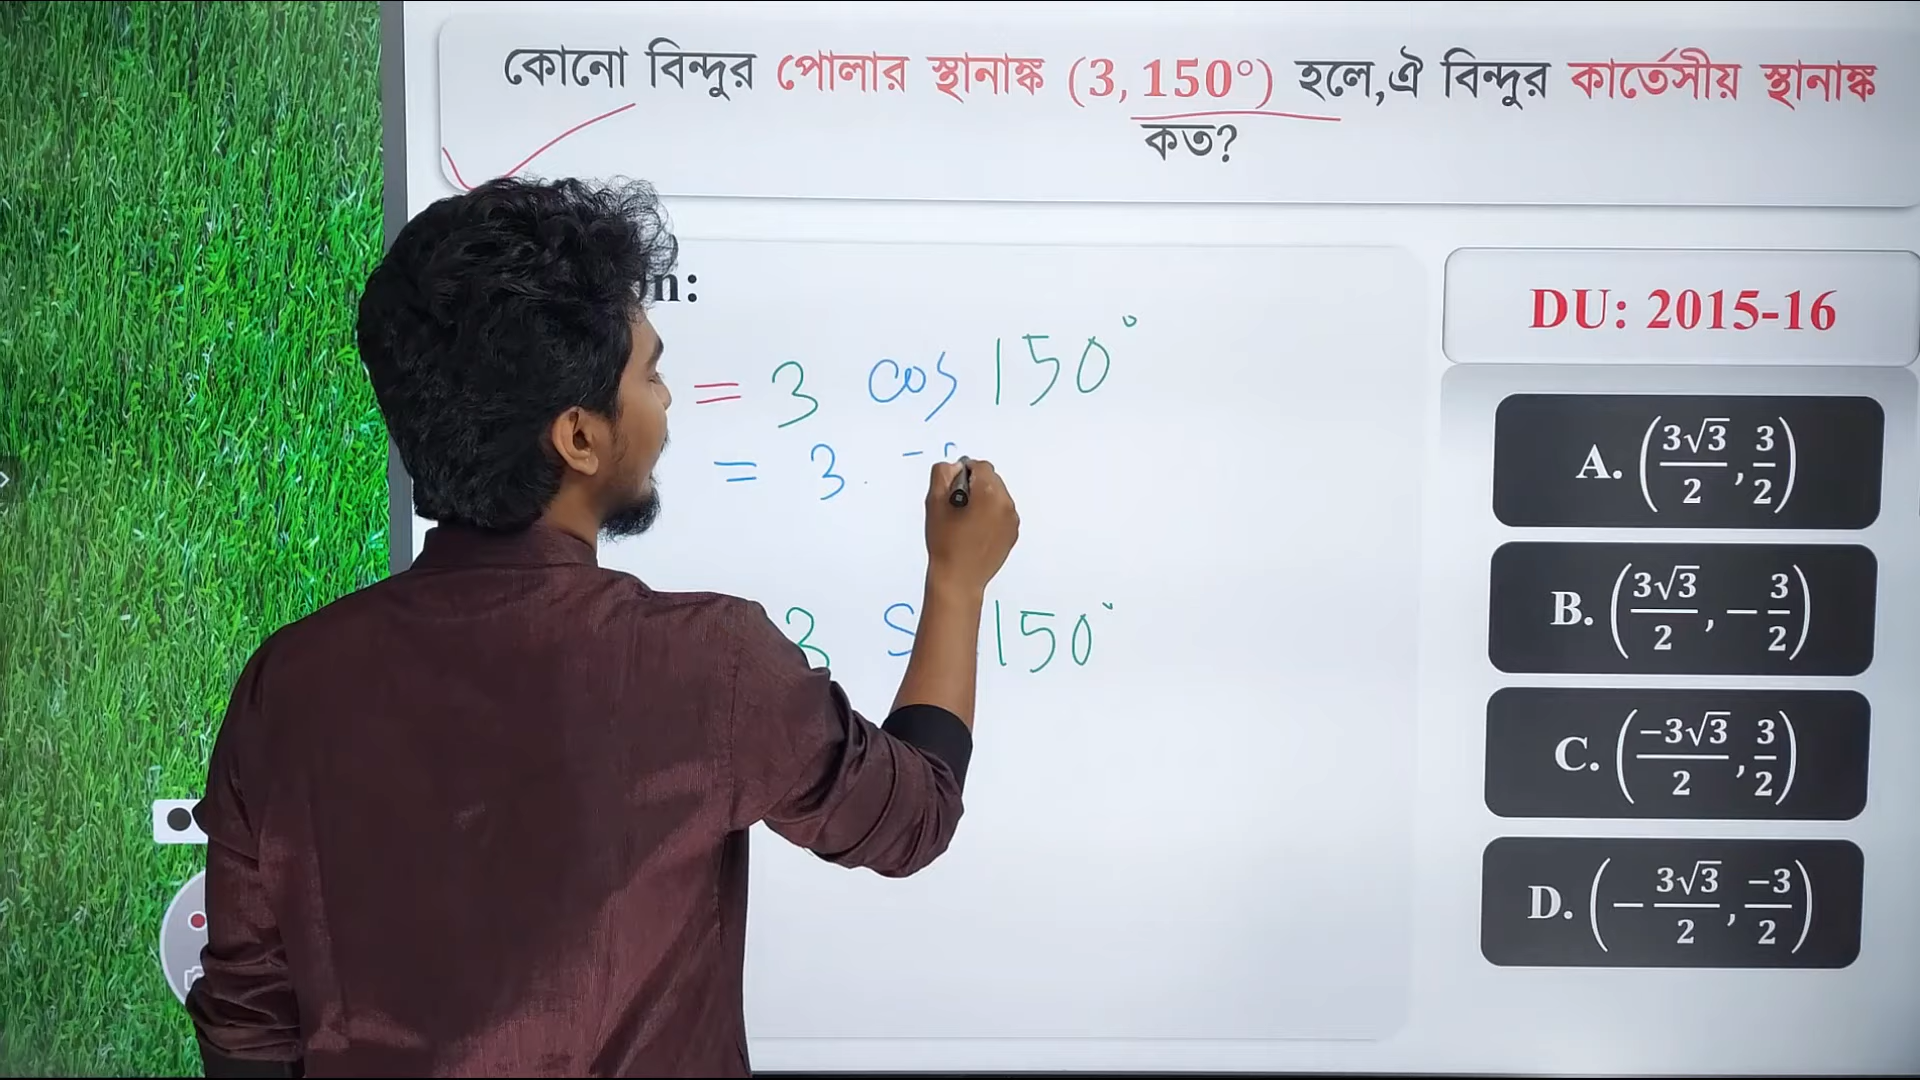 কোনো বিন্দুর পোলার স্থানাঙ্ক (3, 150°) হলে,ঐ বিন্দুর কার্তেসীয় স্থানাঙ্ক
কত?
n:
= 3 cos 150°
= 3. -
3 s 150°
DU: 2015-16
A. (3√3/2, 3/2)
B. (3√3/2, -3/2)
C. (-3√3/2, 3/2)
D. (-3√3/2, -3/2)